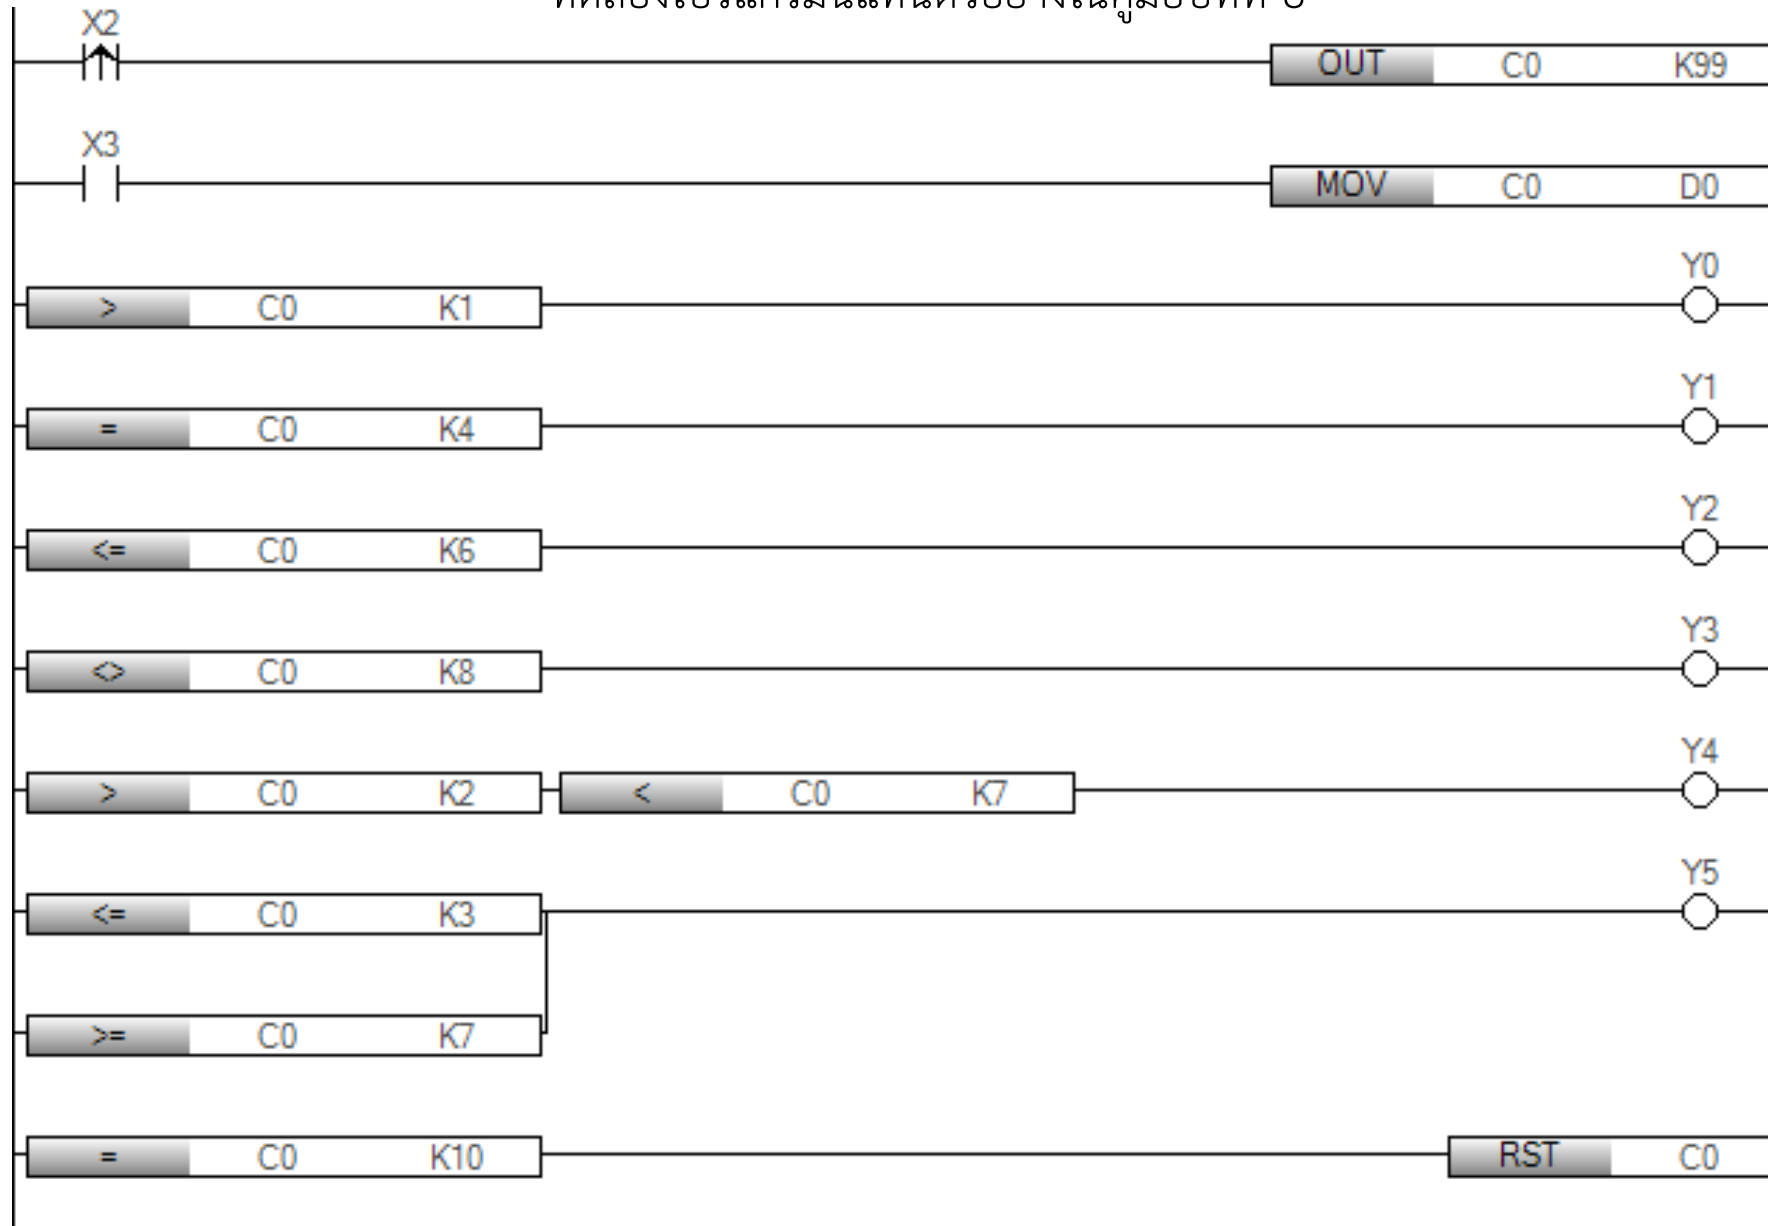 X2
OUT C0 K99
X3
MOV C0 D0
Y0
> C0 K1
Y1
= C0 K4
Y2
<= C0 K6
Y3
<> C0 K8
Y4
> C0 K2 < C0 K7
Y5
<= C0 K3
>= C0 K7
= C0 K10 RST C0